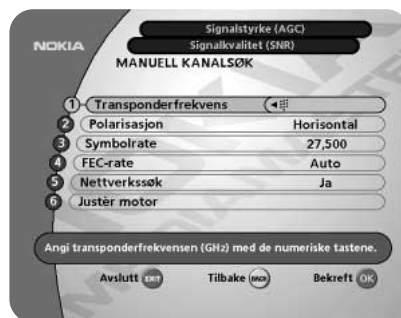 Signalstyrke (AGC)
NOKIA
Signalkvalitet (SNR)
MANUELL KANALSØK
1 Transponderfrekvens
2 Polarisasjon Horisontal
3 Symbolrate 27,500
4 FEC-rate Auto
5 Nettverkssøk Ja
6 Justèr motor
Angi transponderfrekvensen (GHz) med de numeriske tastene.
Avslutt EXIT Tilbake BACK Bekreft OK